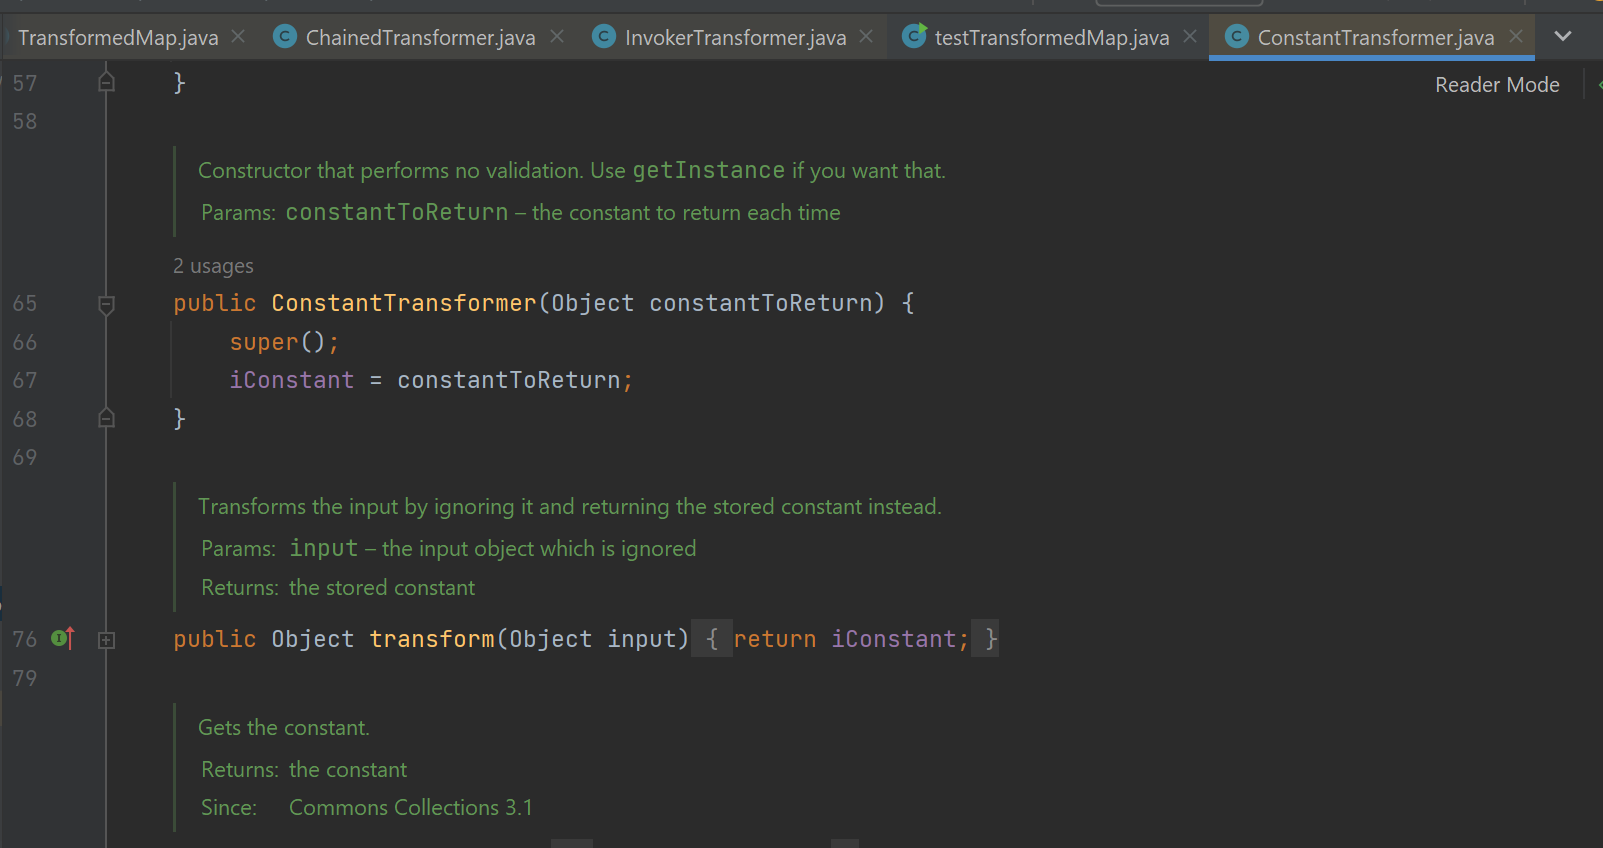 TransformedMap.java ChainedTransformer.java InvokerTransformer.java testTransformedMap.java ConstantTransformer.java
57 }
Reader Mode
58
Constructor that performs no validation. Use getInstance if you want that.
Params: constantToReturn – the constant to return each time
2 usages
65 public ConstantTransformer(Object constantToReturn) {
66 super();
67 iConstant = constantToReturn;
68 }
69
Transforms the input by ignoring it and returning the stored constant instead.
Params: input – the input object which is ignored
Returns: the stored constant
76 public Object transform(Object input) { return iConstant; }
79
Gets the constant.
Returns: the constant
Since: Commons Collections 3.1